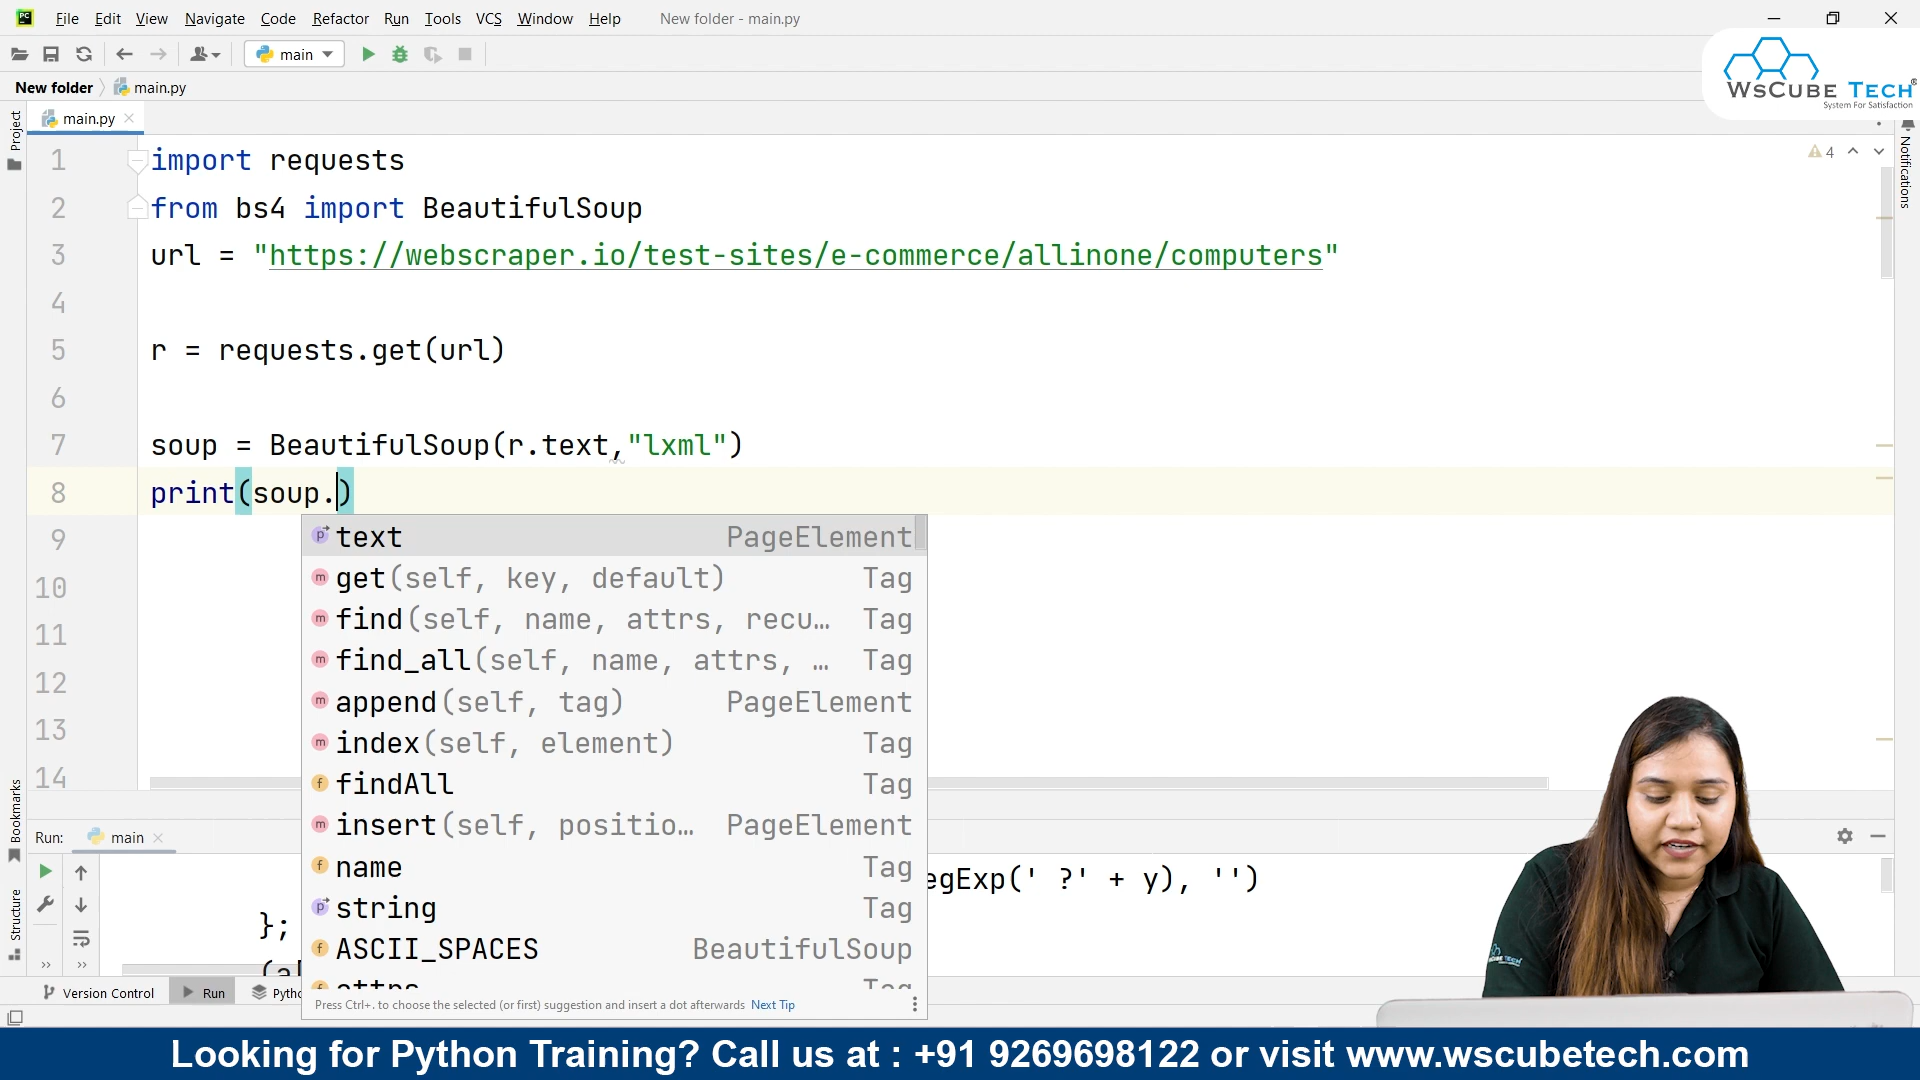 File Edit View Navigate Code Refactor Run Tools VCS Window Help New folder - main.py
main
New folder main.py
WsCube Tech®
System For Satisfaction
main.py
Project
Notifications
4
1 import requests
2 from bs4 import BeautifulSoup
3 url = "https://webscraper.io/test-sites/e-commerce/allinone/computers"
4
5 r = requests.get(url)
6
7 soup = BeautifulSoup(r.text,"lxml")
8 print(soup.)
9
10
11
12
13
14
text PageElement
get(self, key, default) Tag
find(self, name, attrs, recu… Tag
find_all(self, name, attrs, … Tag
append(self, tag) PageElement
index(self, element) Tag
findAll Tag
insert(self, positio… PageElement
name Tag
string Tag
ASCII_SPACES BeautifulSoup
attrs Tag
Press Ctrl+. to choose the selected (or first) suggestion and insert a dot afterwards Next Tip
Bookmarks
Structure
Run: main
egExp(' ?' + y), '')
};
Version Control Run
WsCube Tech
Looking for Python Training? Call us at : +91 9269698122 or visit www.wscubetech.com